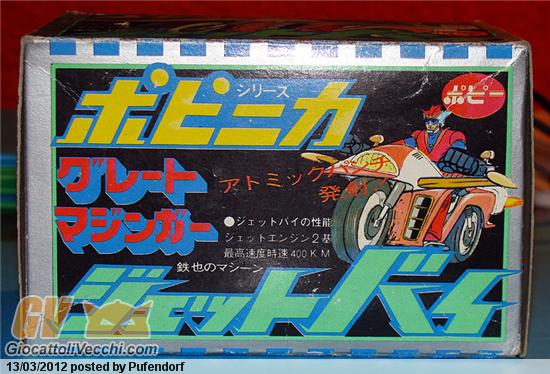 ポピニカ
シリーズ
ポピー
グレート
マジンガー
アトミックパンチ
発射!
●ジェットバイの性能
ジェットエンジン2基
最高速度時速400KM
鉄也のマシーン
ジェットバイ
GV
GiocattoliVecchi.com
13/03/2012 posted by Pufendorf